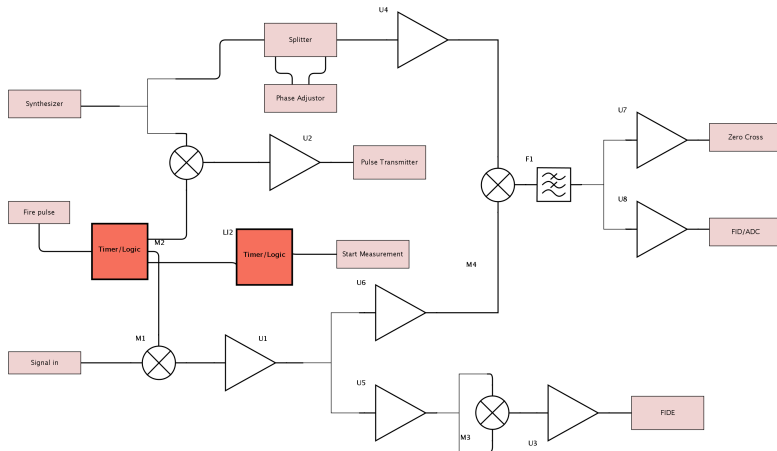 U4
Splitter
Synthesizer
Phase Adjustor
U7
U2
Zero Cross
F1
Pulse Transmitter
U8
Fire pulse
LI2
FID/ADC
M2
Timer/Logic
Timer/Logic
Start Measurement
M4
U6
M1
U1
Signal in
U5
FIDE
M3
U3